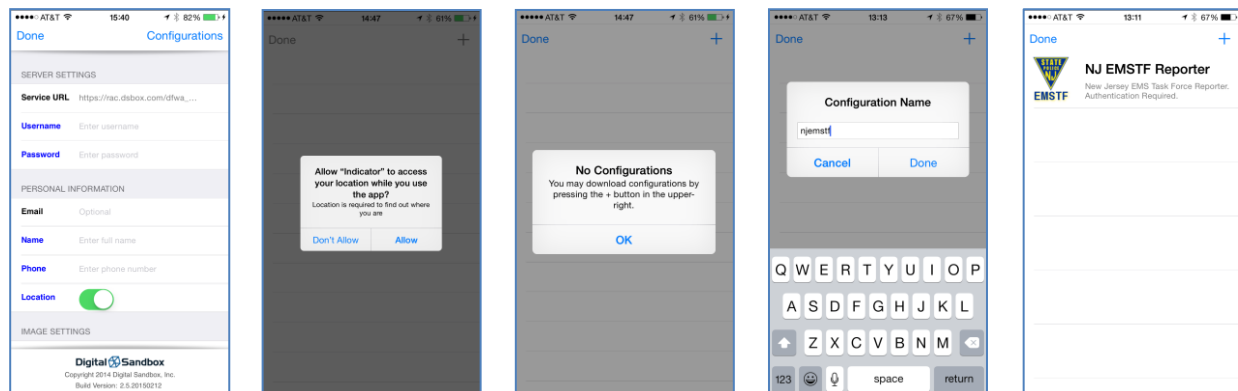 AT&T 15:40 82%
Done Configurations
SERVER SETTINGS
Service URL https://rac.dsbox.com/dfwa_...
Username Enter username
Password Enter password
PERSONAL INFORMATION
Email Optional
Name Enter full name
Phone Enter phone number
Location
IMAGE SETTINGS
Digital Sandbox
Copyright 2014 Digital Sandbox, Inc.
Build Version: 2.5.20150212
AT&T 14:47 61%
Done +
Allow "Indicator" to access
your location while you use
the app?
Location is required to find out where
you are
Don't Allow Allow
AT&T 14:47 61%
Done +
No Configurations
You may download configurations by
pressing the + button in the upper-
right.
OK
AT&T 13:13 67%
Done +
Configuration Name
njemstf
Cancel Done
Q W E R T Y U I O P
A S D F G H J K L
Z X C V B N M
123 space return
AT&T 13:11 67%
Done +
STATE
POLICE
NJ
EMSTF
NJ EMSTF Reporter
New Jersey EMS Task Force Reporter.
Authentication Required.